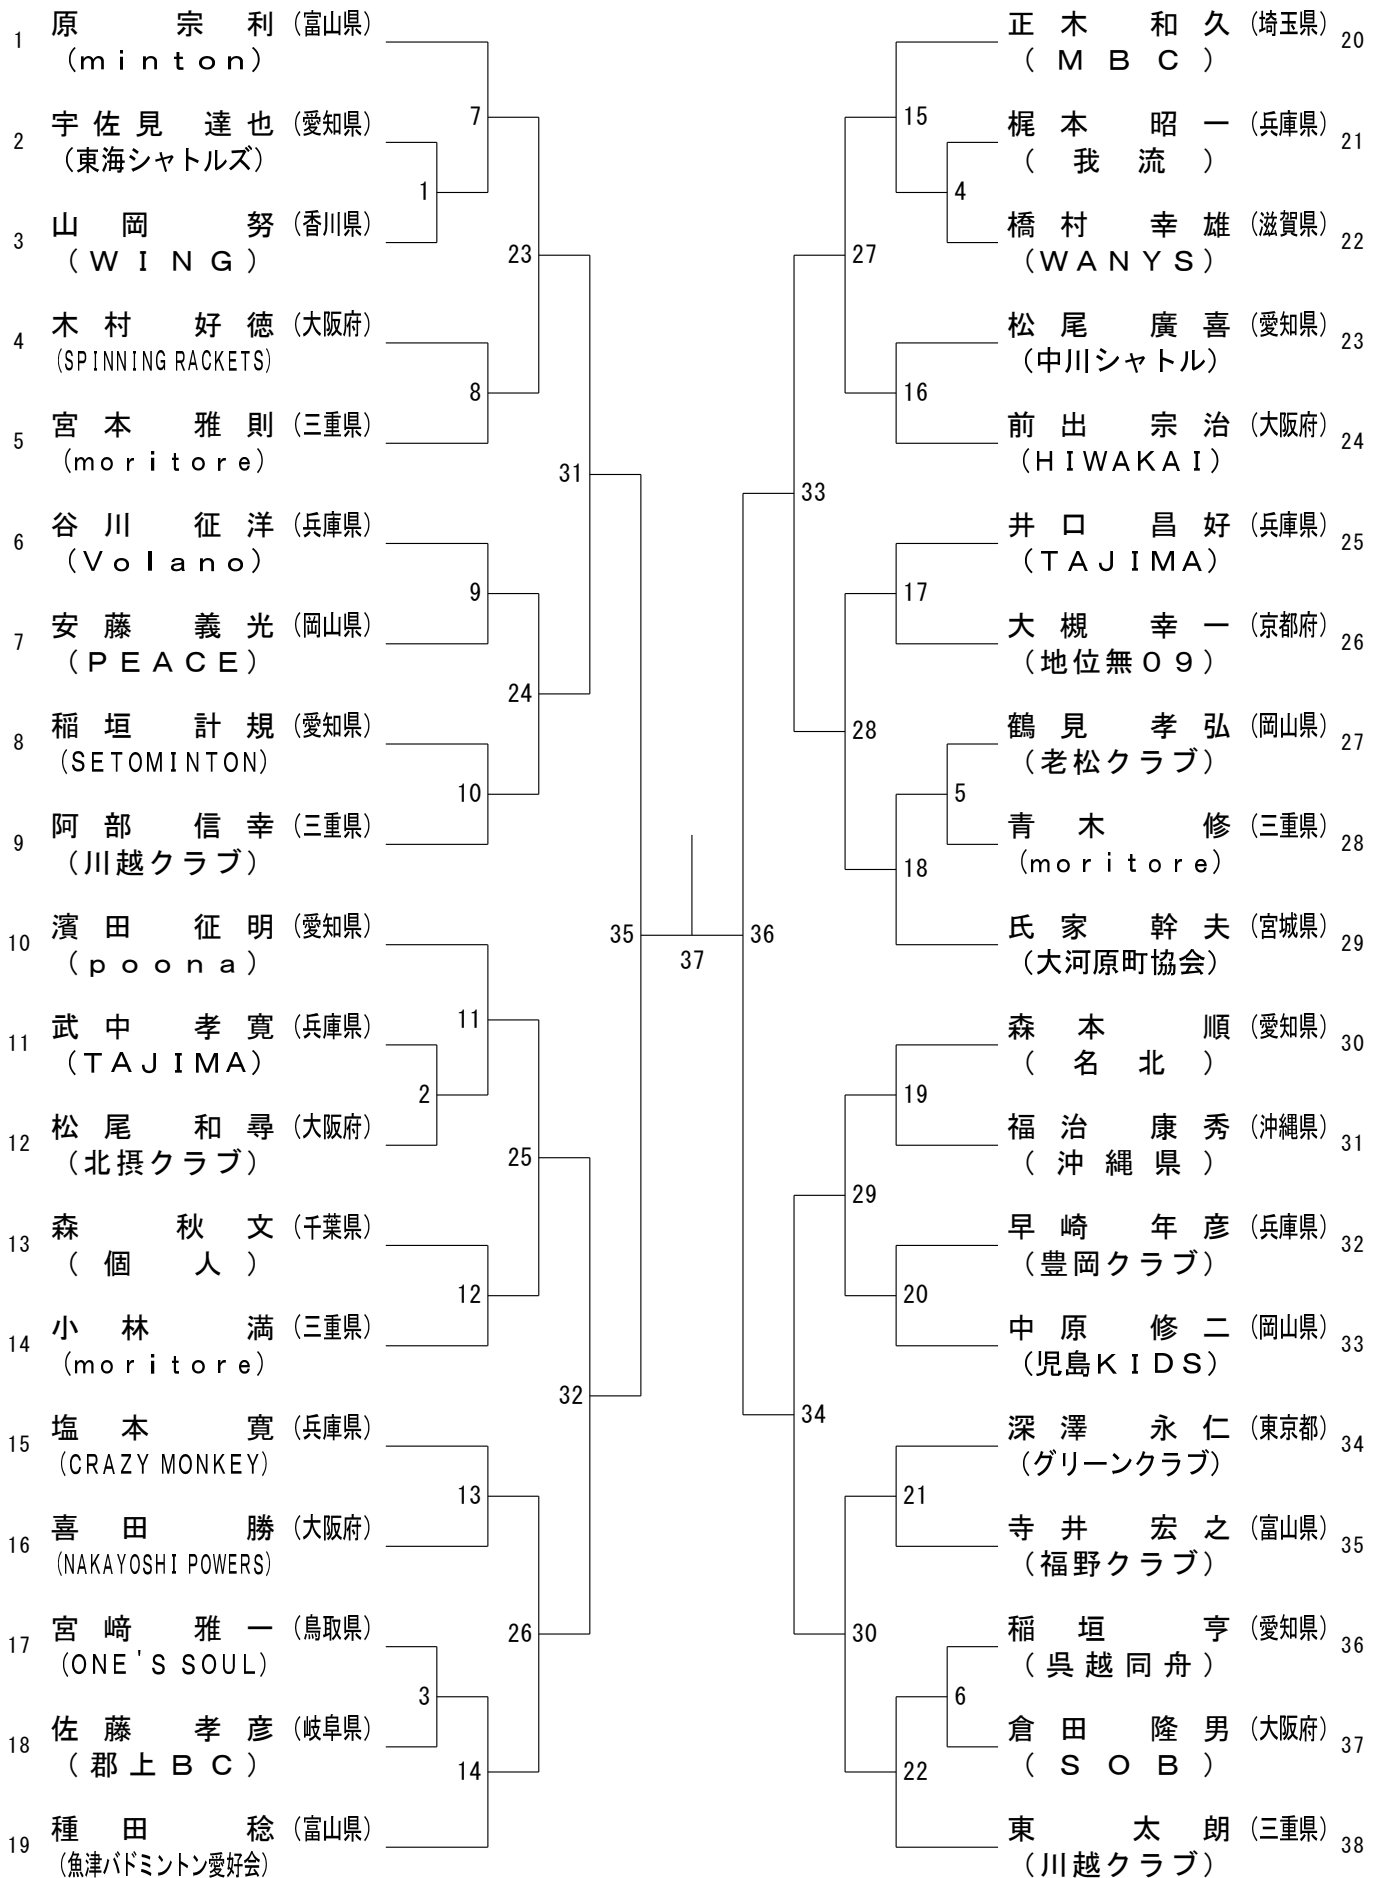 1 原 宗 利 (富山県)
(minton)
7
2 宇佐見 達也 (愛知県)
(東海シャトルズ)
1
3 山 岡 努 (香川県)
(WING)
23
4 木村 好徳 (大阪府)
(SPINNING RACKETS)
8
5 宮本 雅則 (三重県)
(moritore)
31
6 谷川 征洋 (兵庫県)
(Volano)
9
7 安藤 義光 (岡山県)
(PEACE)
24
8 稲垣 計規 (愛知県)
(SETOMINTON)
10
9 阿部 信幸 (三重県)
(川越クラブ)
35
10 濱田 征明 (愛知県)
(poona)
11
11 武中 孝寛 (兵庫県)
(TAJIMA)
2
12 松尾 和尋 (大阪府)
(北摂クラブ)
25
13 森 秋 文 (千葉県)
(個 人)
12
14 小 林 満 (三重県)
(moritore)
32
15 塩 本 寛 (兵庫県)
(CRAZY MONKEY)
13
16 喜 田 勝 (大阪府)
(NAKAYOSHI POWERS)
26
17 宮﨑 雅一 (鳥取県)
(ONE'S SOUL)
3
18 佐藤 孝彦 (岐阜県)
(郡上BC)
14
19 種 田 稔 (富山県)
(魚津バドミントン愛好会)
37
正木 和久 (埼玉県) 20
(MBC)
15
梶本 昭一 (兵庫県) 21
(我 流)
4
橋村 幸雄 (滋賀県) 22
(WANYS)
27
松尾 廣喜 (愛知県) 23
(中川シャトル)
16
前出 宗治 (大阪府) 24
(HIWAKAI)
33
井口 昌好 (兵庫県) 25
(TAJIMA)
17
大槻 幸一 (京都府) 26
(地位無09)
28
鶴見 孝弘 (岡山県) 27
(老松クラブ)
5
青 木 修 (三重県) 28
(moritore)
18
氏家 幹夫 (宮城県) 29
(大河原町協会)
36
森 本 順 (愛知県) 30
(名 北)
19
福治 康秀 (沖縄県) 31
(沖縄県)
29
早崎 年彦 (兵庫県) 32
(豊岡クラブ)
20
中原 修二 (岡山県) 33
(児島KIDS)
34
深澤 永仁 (東京都) 34
(グリーンクラブ)
21
寺井 宏之 (富山県) 35
(福野クラブ)
30
稲 垣 亨 (愛知県) 36
(呉越同舟)
6
倉田 隆男 (大阪府) 37
(SOB)
22
東 太 朗 (三重県) 38
(川越クラブ)